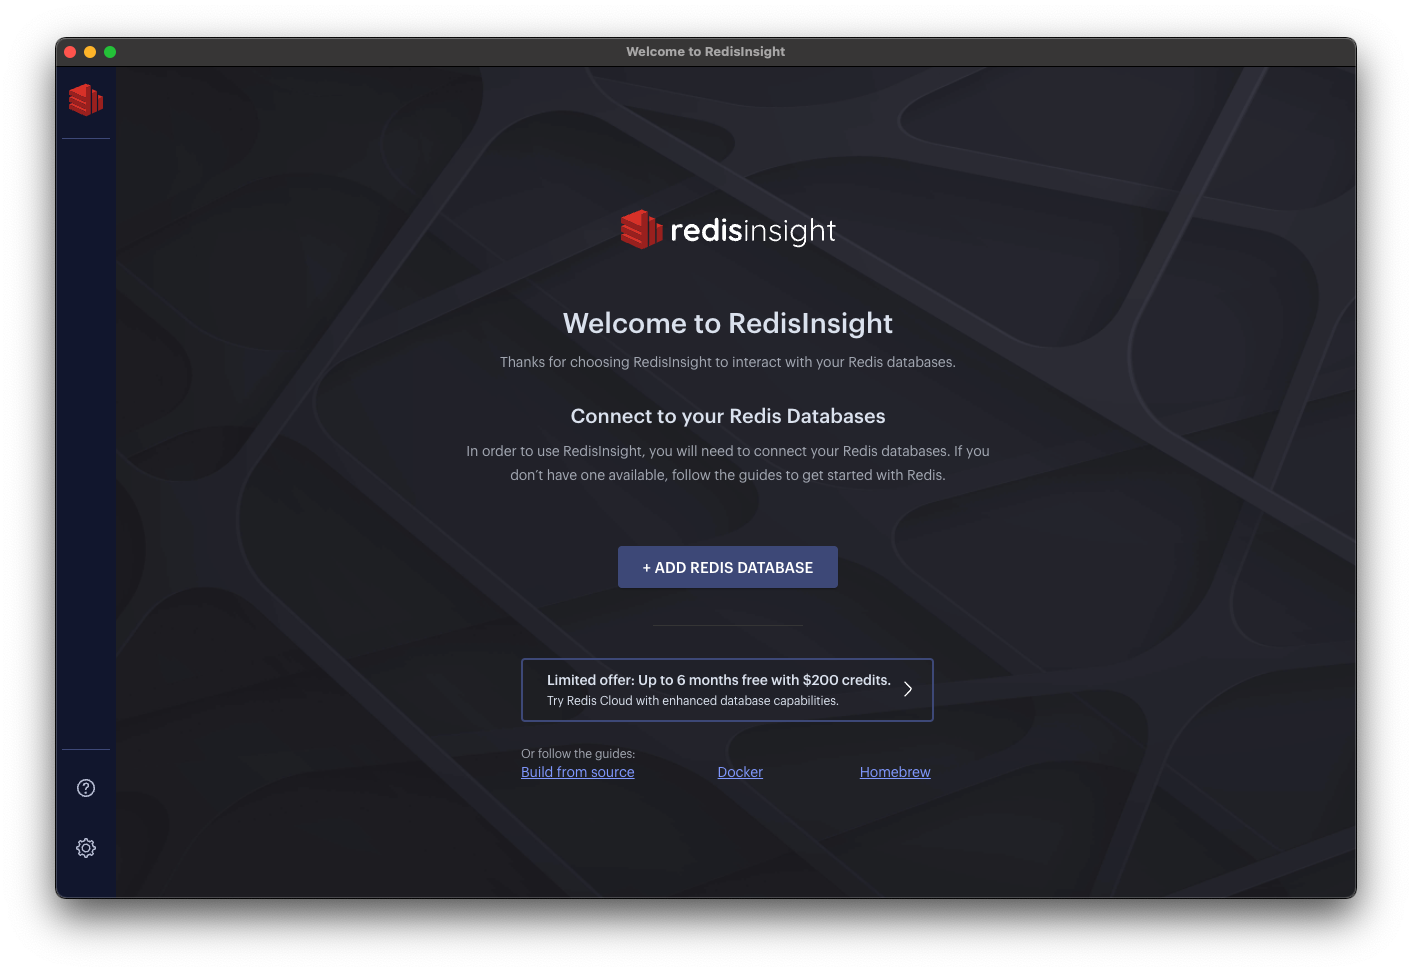 Welcome to RedisInsight
redisinsight
Welcome to RedisInsight
Thanks for choosing RedisInsight to interact with your Redis databases.
Connect to your Redis Databases
In order to use RedisInsight, you will need to connect your Redis databases. If you
don’t have one available, follow the guides to get started with Redis.
+ ADD REDIS DATABASE
Limited offer: Up to 6 months free with $200 credits.
Try Redis Cloud with enhanced database capabilities.
Or follow the guides:
Build from source Docker Homebrew